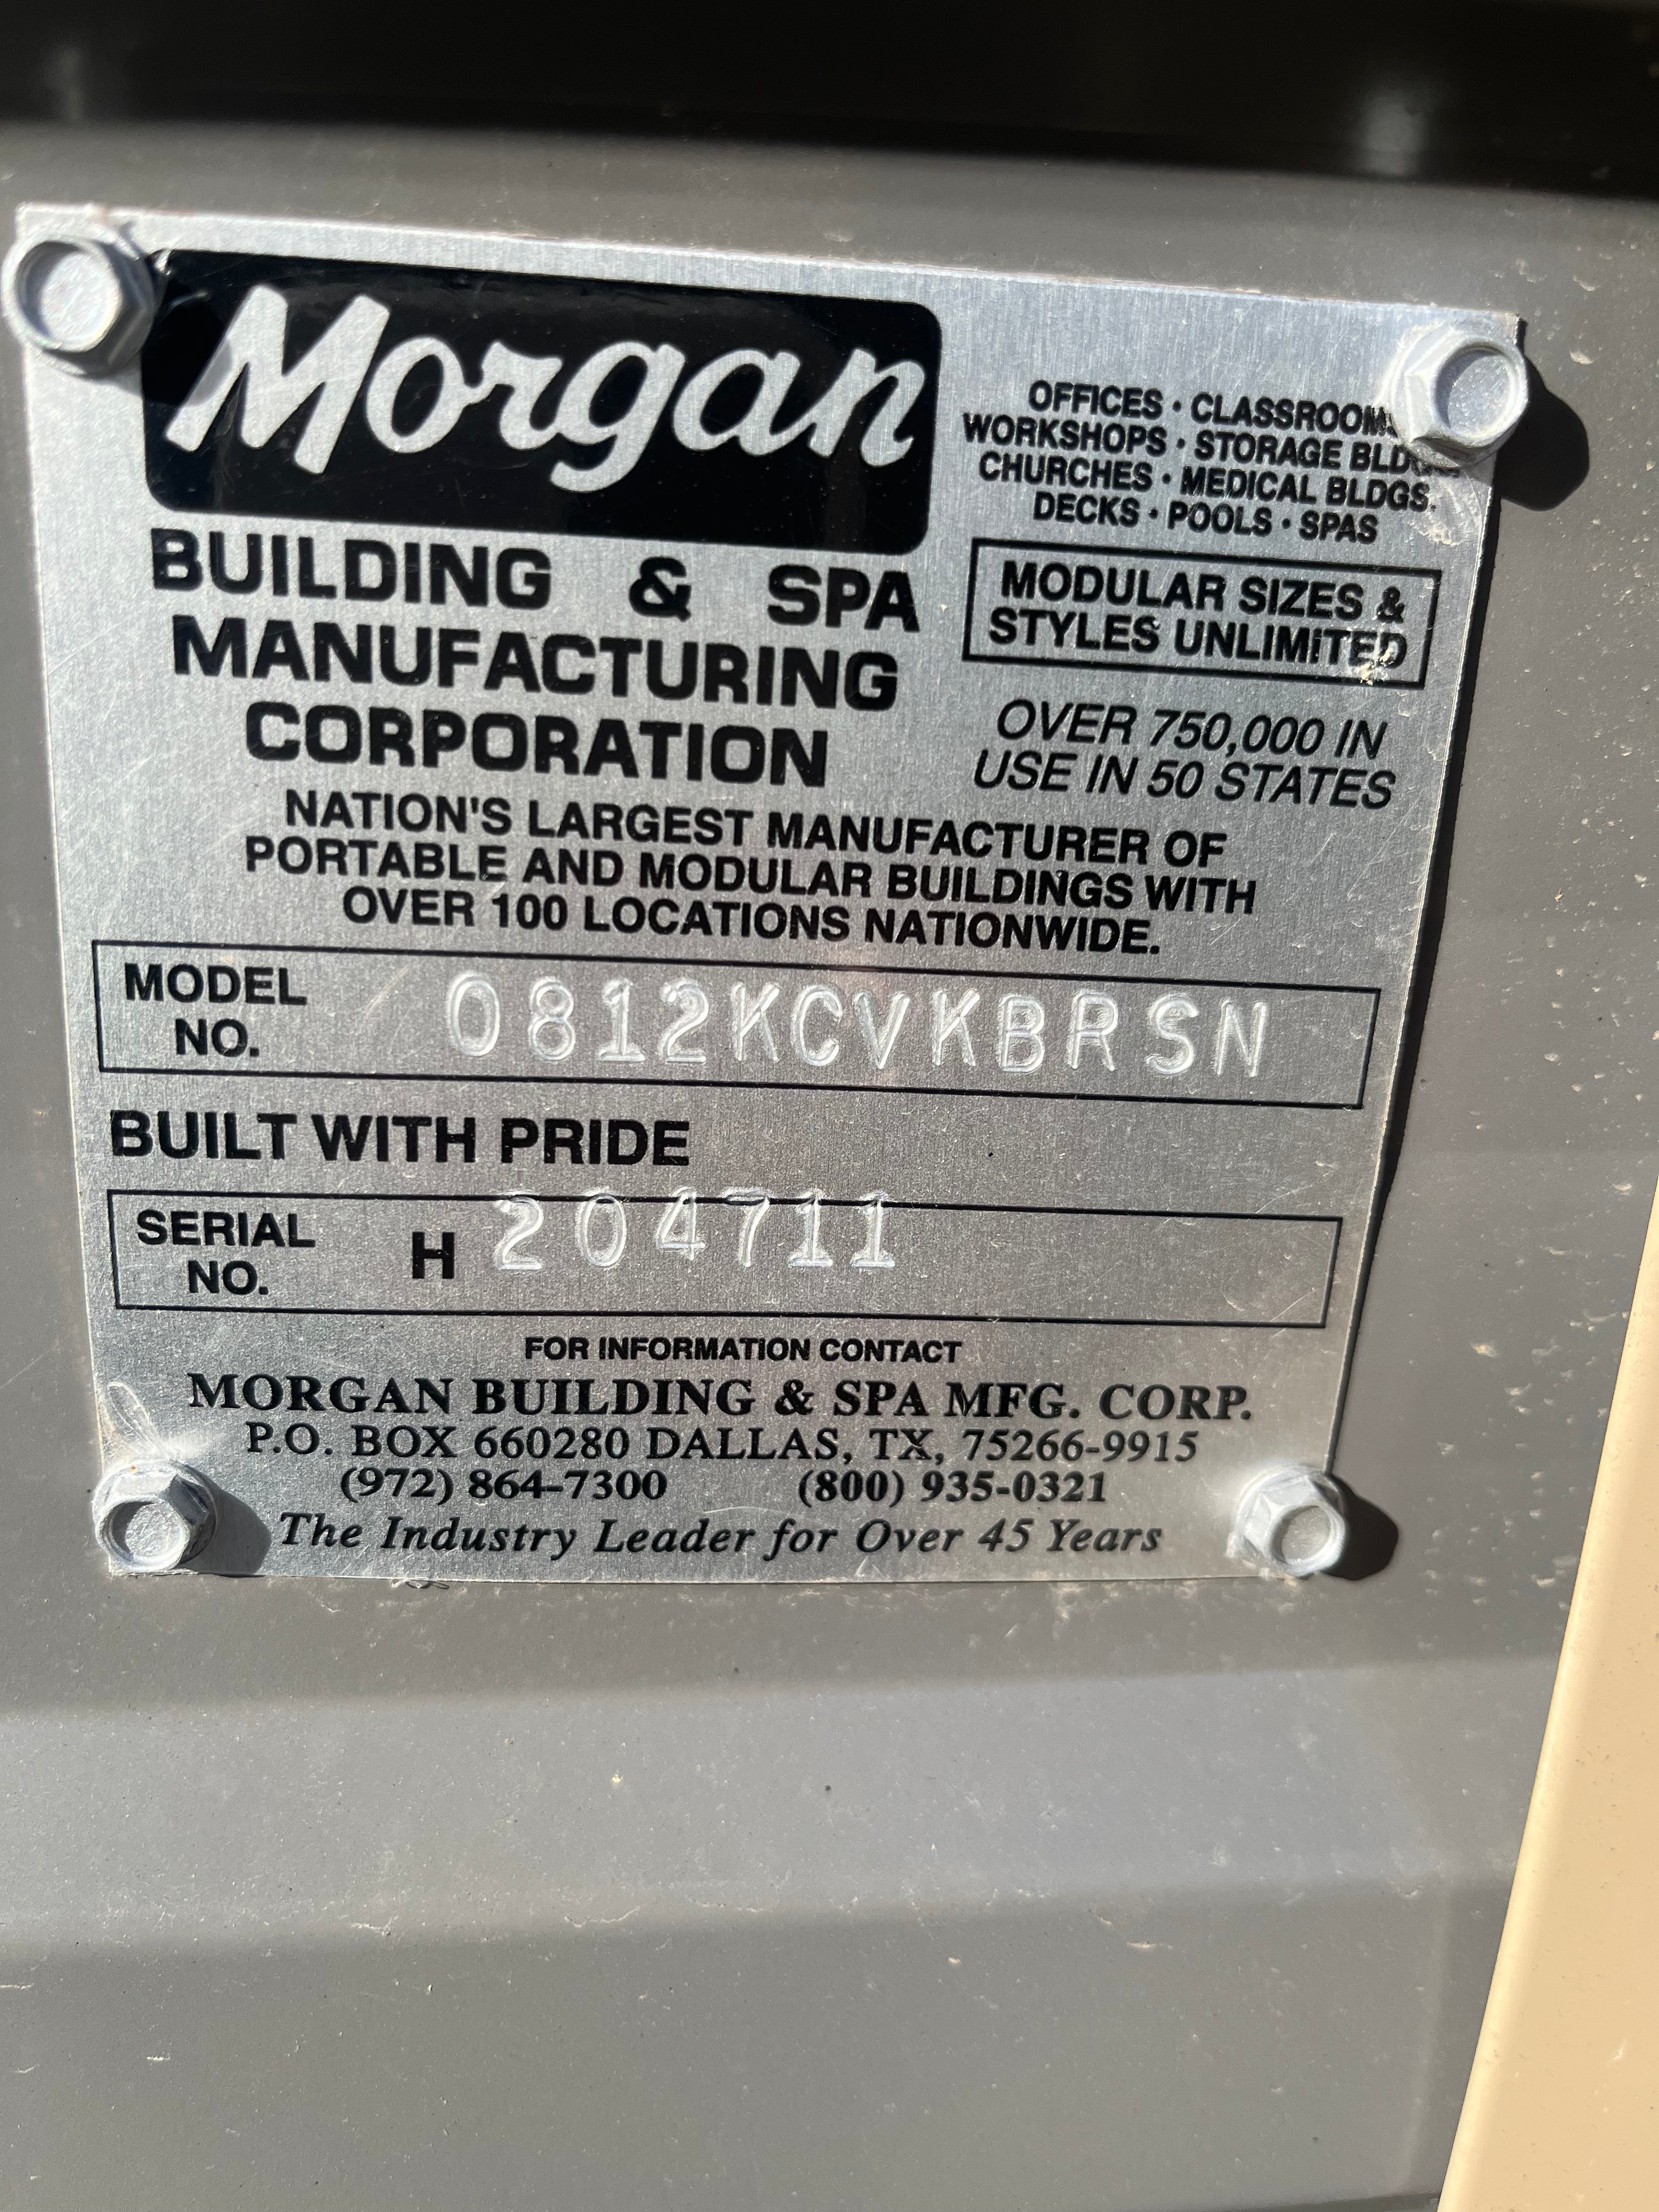 Morgan
BUILDING & SPA
MANUFACTURING
CORPORATION
OFFICES • CLASSROOMS
WORKSHOPS • STORAGE
CHURCHES • MEDICAL BLDGS.
DECKS • POOLS • SPAS
MODULAR SIZES &
STYLES UNLIMITED
OVER 750,000 IN
USE IN 50 STATES
NATION'S LARGEST MANUFACTURER OF
PORTABLE AND MODULAR BUILDINGS WITH
OVER 100 LOCATIONS NATIONWIDE.
MODEL
NO.
0812KCVKBRSN
BUILT WITH PRIDE
SERIAL
NO.
H 204711
FOR INFORMATION CONTACT
MORGAN BUILDING & SPA MFG. CORP.
P.O. BOX 660280 DALLAS, TX, 75266-9915
(972) 864-7300 (800) 935-0321
The Industry Leader for Over 45 Years